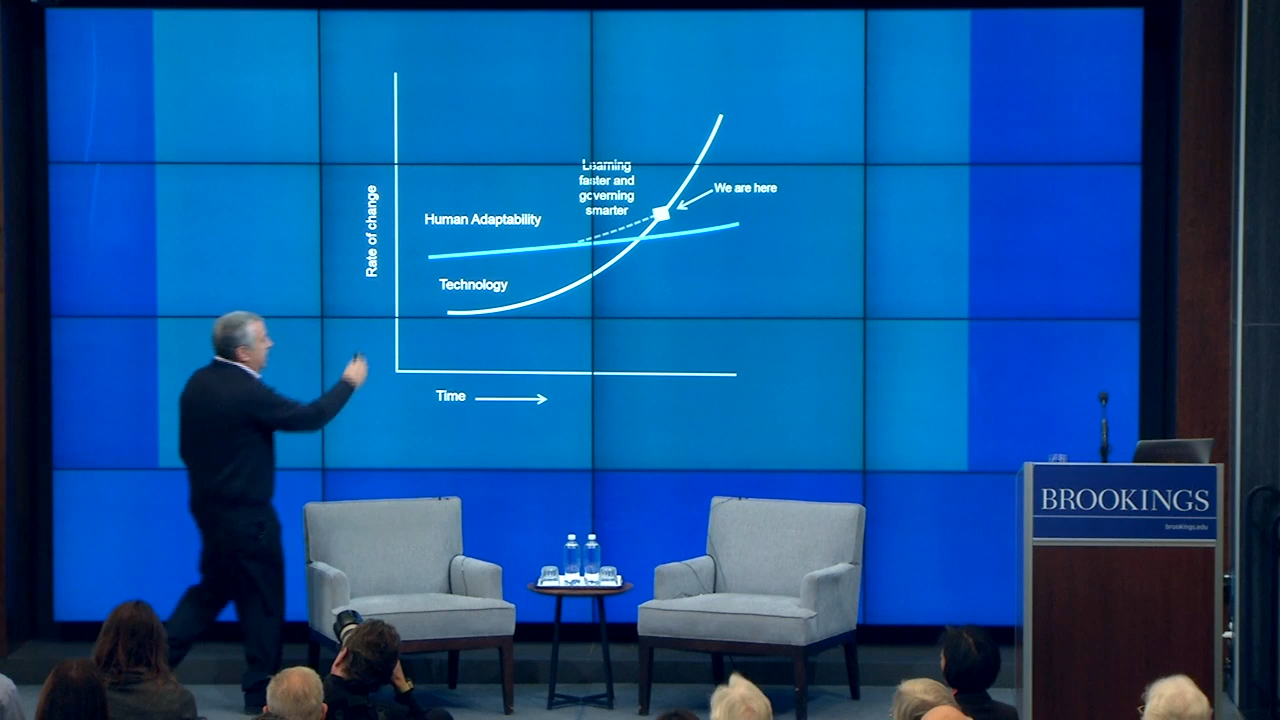 Learning
faster and
governing
smarter
We are here
Rate of change
Human Adaptability
Technology
Time
BROOKINGS
brookings.edu